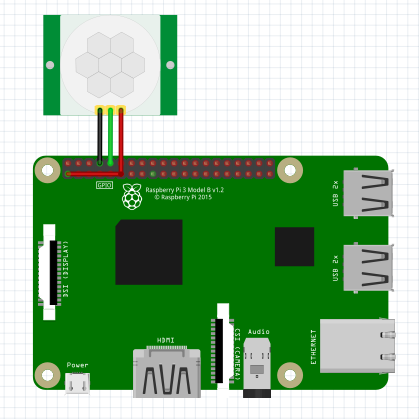 GPIO
Raspberry Pi 3 Model B v1.2
© Raspberry Pi 2015
USB 2x
USB 2x
DSI (DISPLAY)
HDMI
CSI (CAMERA)
Audio
ETHERNET
Power